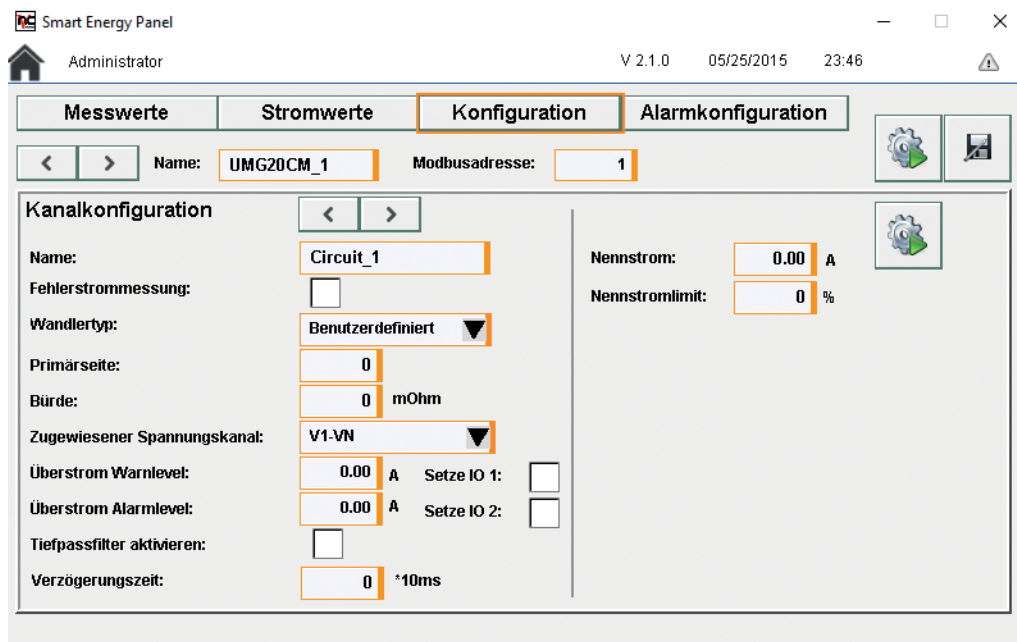 Smart Energy Panel
Administrator V 2.1.0 05/25/2015 23:46
Messwerte Stromwerte Konfiguration Alarmkonfiguration
Name: UMG20CM_1 Modbusadresse: 1
Kanalkonfiguration
Name: Circuit_1 Nennstrom: 0.00 A
Fehlerstrommessung: Nennstromlimit: 0 %
Wandlertyp: Benutzerdefiniert
Primärseite: 0
Bürde: 0 mOhm
Zugewiesener Spannungskanal: V1-VN
Überstrom Warnlevel: 0.00 A Setze IO 1:
Überstrom Alarmlevel: 0.00 A Setze IO 2:
Tiefpassfilter aktivieren:
Verzögerungszeit: 0 *10ms